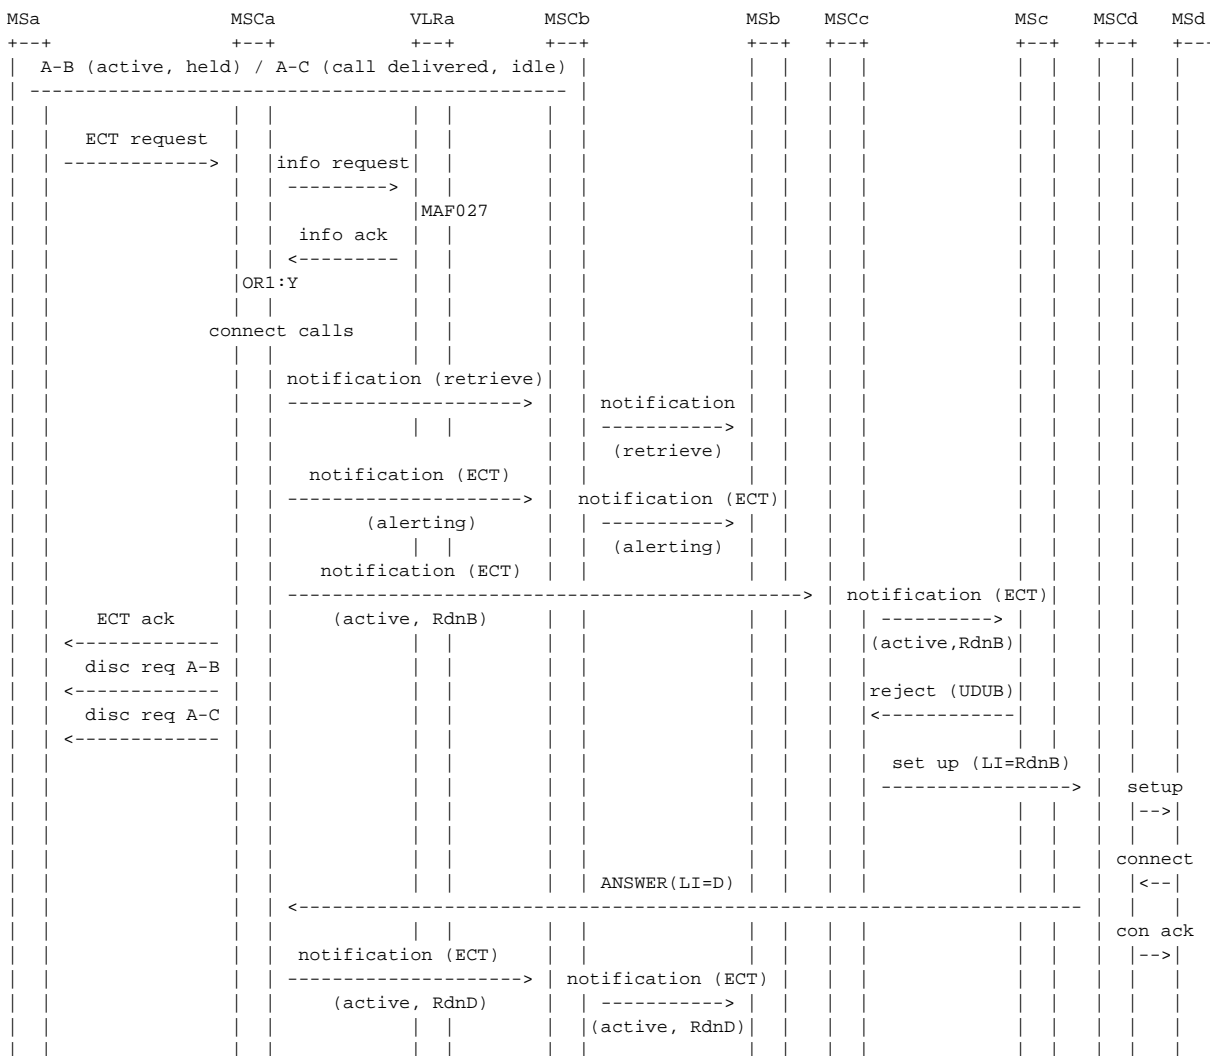 MSa MSCa VLRa MSCb MSb MSCc MSc MSCd MSd
A-B (active, held) / A-C (call delivered, idle)
ECT request
info request
MAF027
info ack
OR1:Y
connect calls
notification (retrieve)
notification
(retrieve)
notification (ECT)
notification (ECT)
(alerting)
(alerting)
notification (ECT)
notification (ECT)
ECT ack (active, RdnB)
(active,RdnB)
disc req A-B
reject (UDUB)
disc req A-C
set up (LI=RdnB)
setup
connect
ANSWER(LI=D)
con ack
notification (ECT)
notification (ECT)
(active, RdnD)
(active, RdnD)